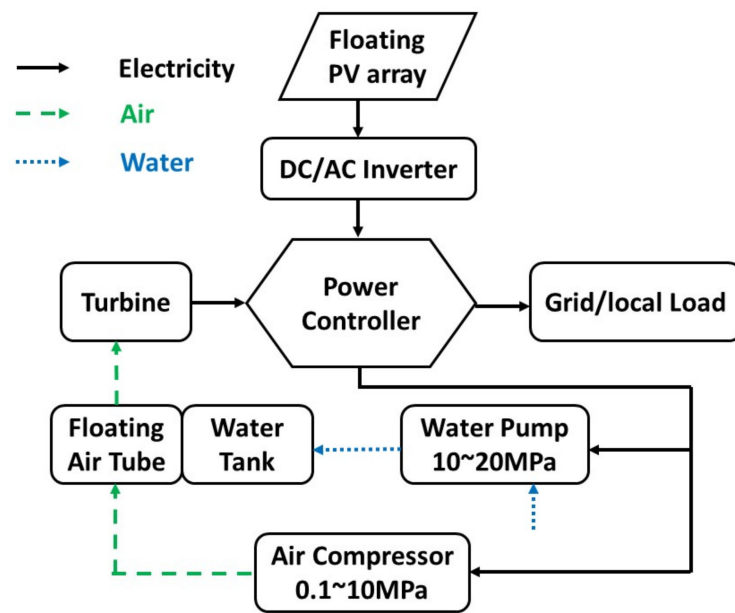 Floating
PV array
Electricity
Air
Water
DC/AC Inverter
Turbine
Power
Controller
Grid/local Load
Floating
Air Tube
Water
Tank
Water Pump
10~20MPa
Air Compressor
0.1~10MPa